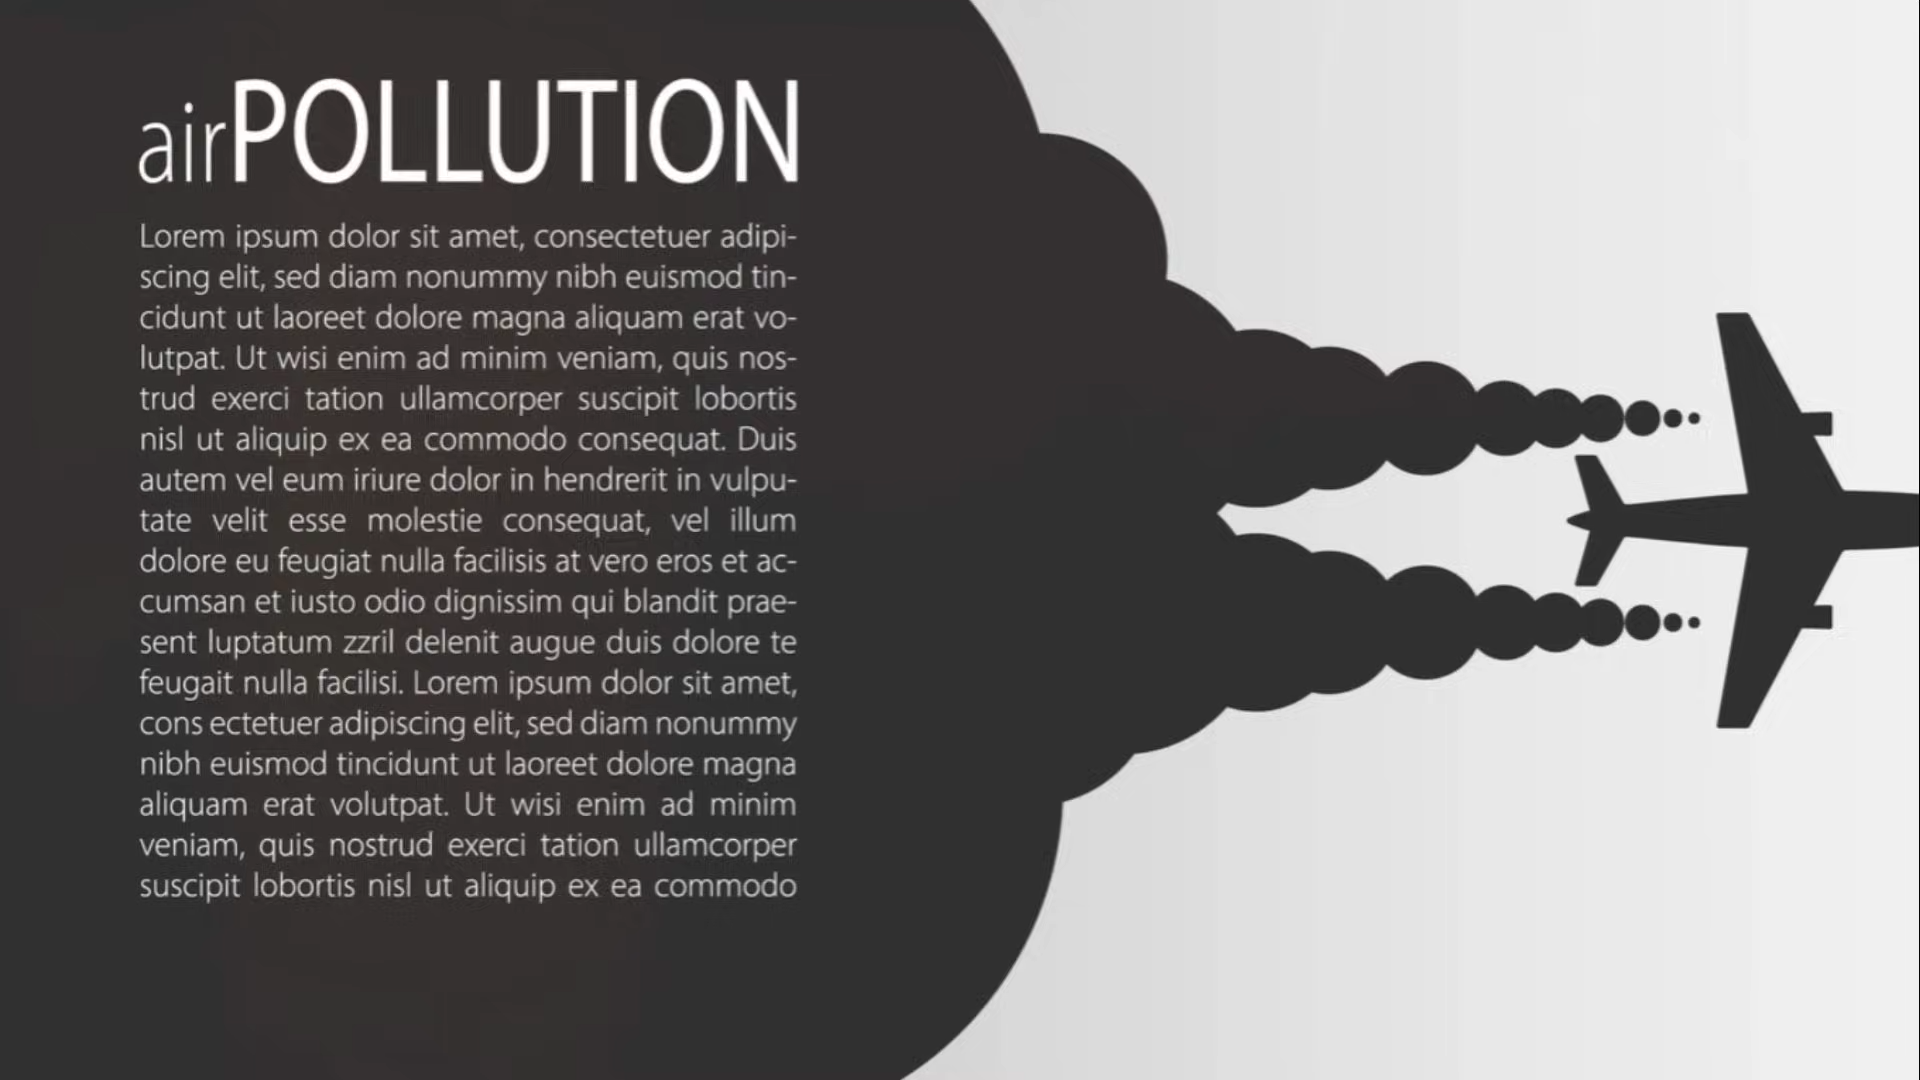 airPOLLUTION
Lorem ipsum dolor sit amet, consectetuer adipi-
scing elit, sed diam nonummy nibh euismod tin-
cidunt ut laoreet dolore magna aliquam erat vo-
lutpat. Ut wisi enim ad minim veniam, quis nos-
trud exerci tation ullamcorper suscipit lobortis
nisl ut aliquip ex ea commodo consequat. Duis
autem vel eum iriure dolor in hendrerit in vulpu-
tate velit esse molestie consequat, vel illum
dolore eu feugiat nulla facilisis at vero eros et ac-
cumsan et iusto odio dignissim qui blandit prae-
sent luptatum zzril delenit augue duis dolore te
feugait nulla facilisi. Lorem ipsum dolor sit amet,
cons ectetuer adipiscing elit, sed diam nonummy
nibh euismod tincidunt ut laoreet dolore magna
aliquam erat volutpat. Ut wisi enim ad minim
veniam, quis nostrud exerci tation ullamcorper
suscipit lobortis nisl ut aliquip ex ea commodo